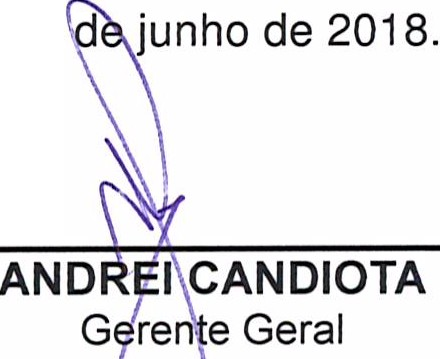 de junho de 2018.
ANDREI CANDIOTA
Gerente Geral